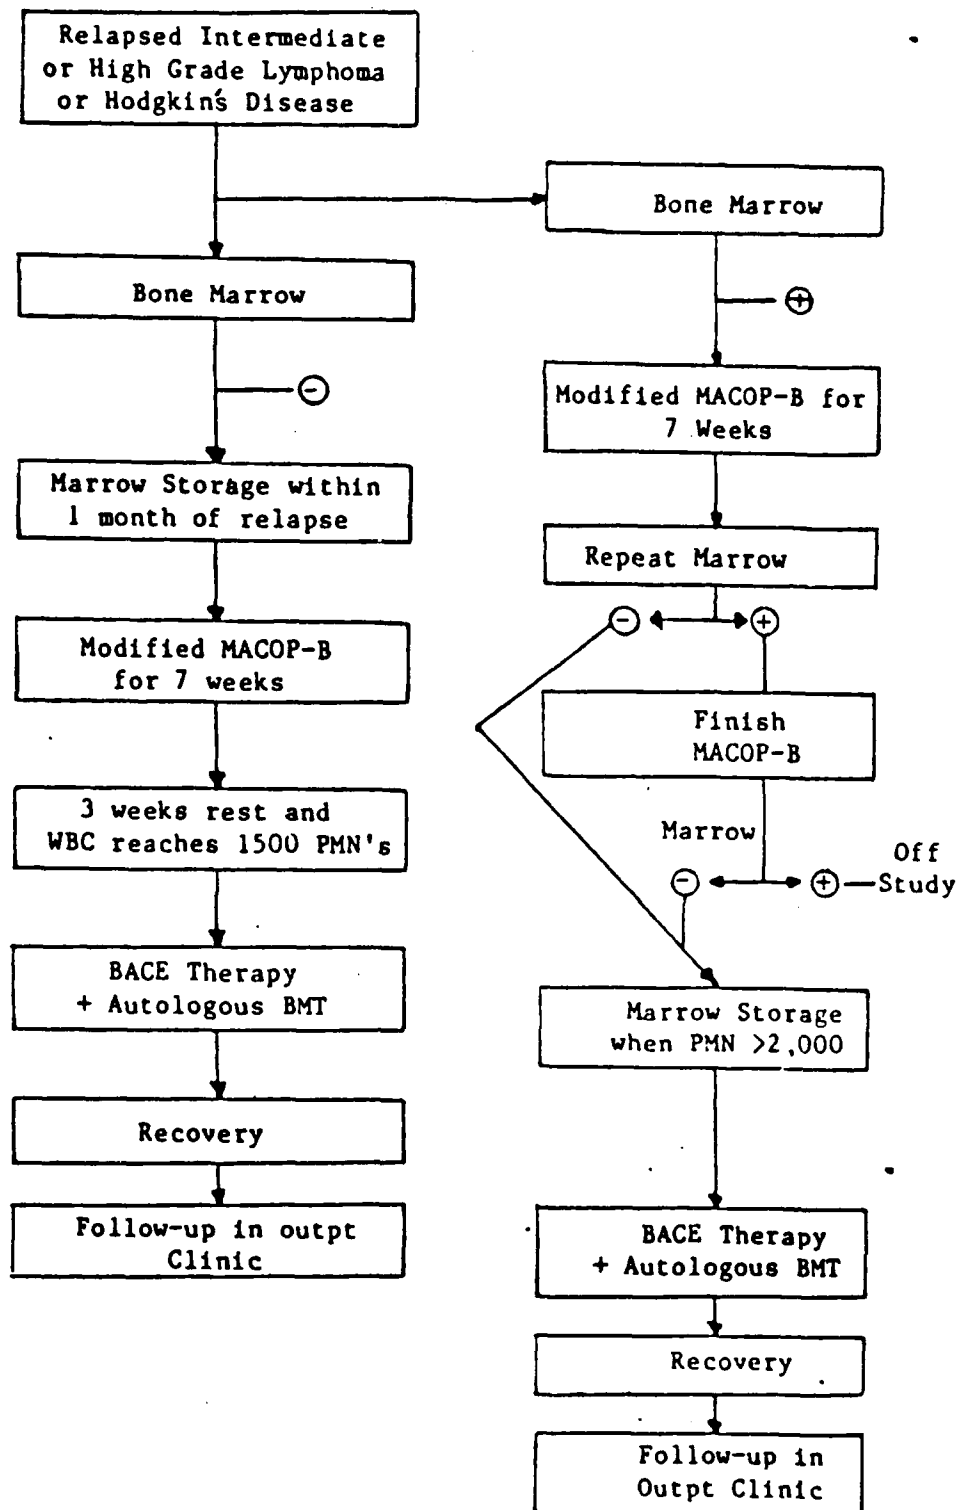 Relapsed Intermediate
or High Grade Lymphoma
or Hodgkin's Disease
Bone Marrow
⊖
Marrow Storage within
1 month of relapse
Modified MACOP-B
for 7 weeks
3 weeks rest and
WBC reaches 1500 PMN's
BACE Therapy
+ Autologous BMT
Recovery
Follow-up in outpt
Clinic
Bone Marrow
⊕
Modified MACOP-B for
7 Weeks
Repeat Marrow
⊖ ⊕
Finish
MACOP-B
Marrow
⊖ ⊕ Off
Study
Marrow Storage
when PMN >2,000
BACE Therapy
+ Autologous BMT
Recovery
Follow-up in
Outpt Clinic